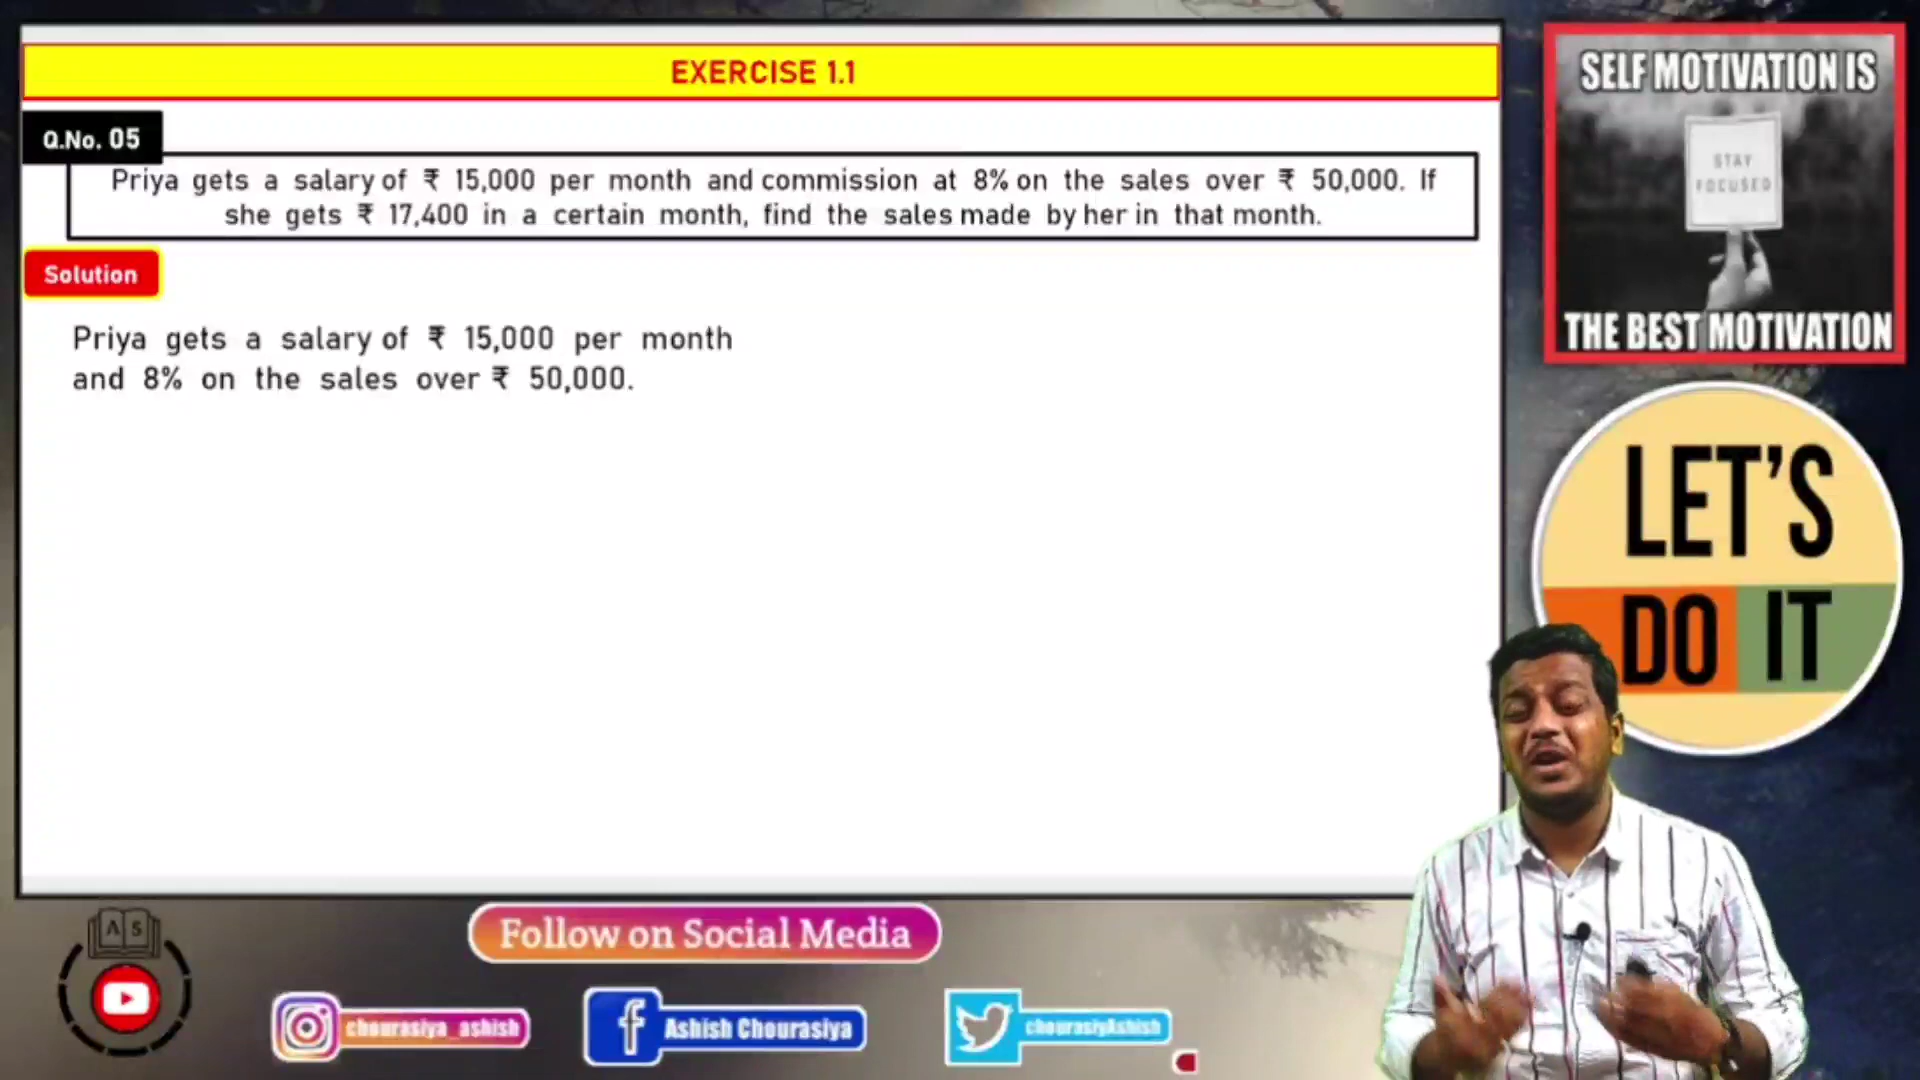 EXERCISE 1.1
Q.No. 05
Priya gets a salary of ₹ 15,000 per month and commission at 8% on the sales over ₹ 50,000. If
she gets ₹ 17,400 in a certain month, find the sales made by her in that month.
Solution
Priya gets a salary of ₹ 15,000 per month
and 8% on the sales over ₹ 50,000.
SELF MOTIVATION IS
STAY
FOCUSED
THE BEST MOTIVATION
LET'S
DO IT
A S
Follow on Social Media
chourasiya_ashish
Ashish Chourasiya
chourasiyAshish